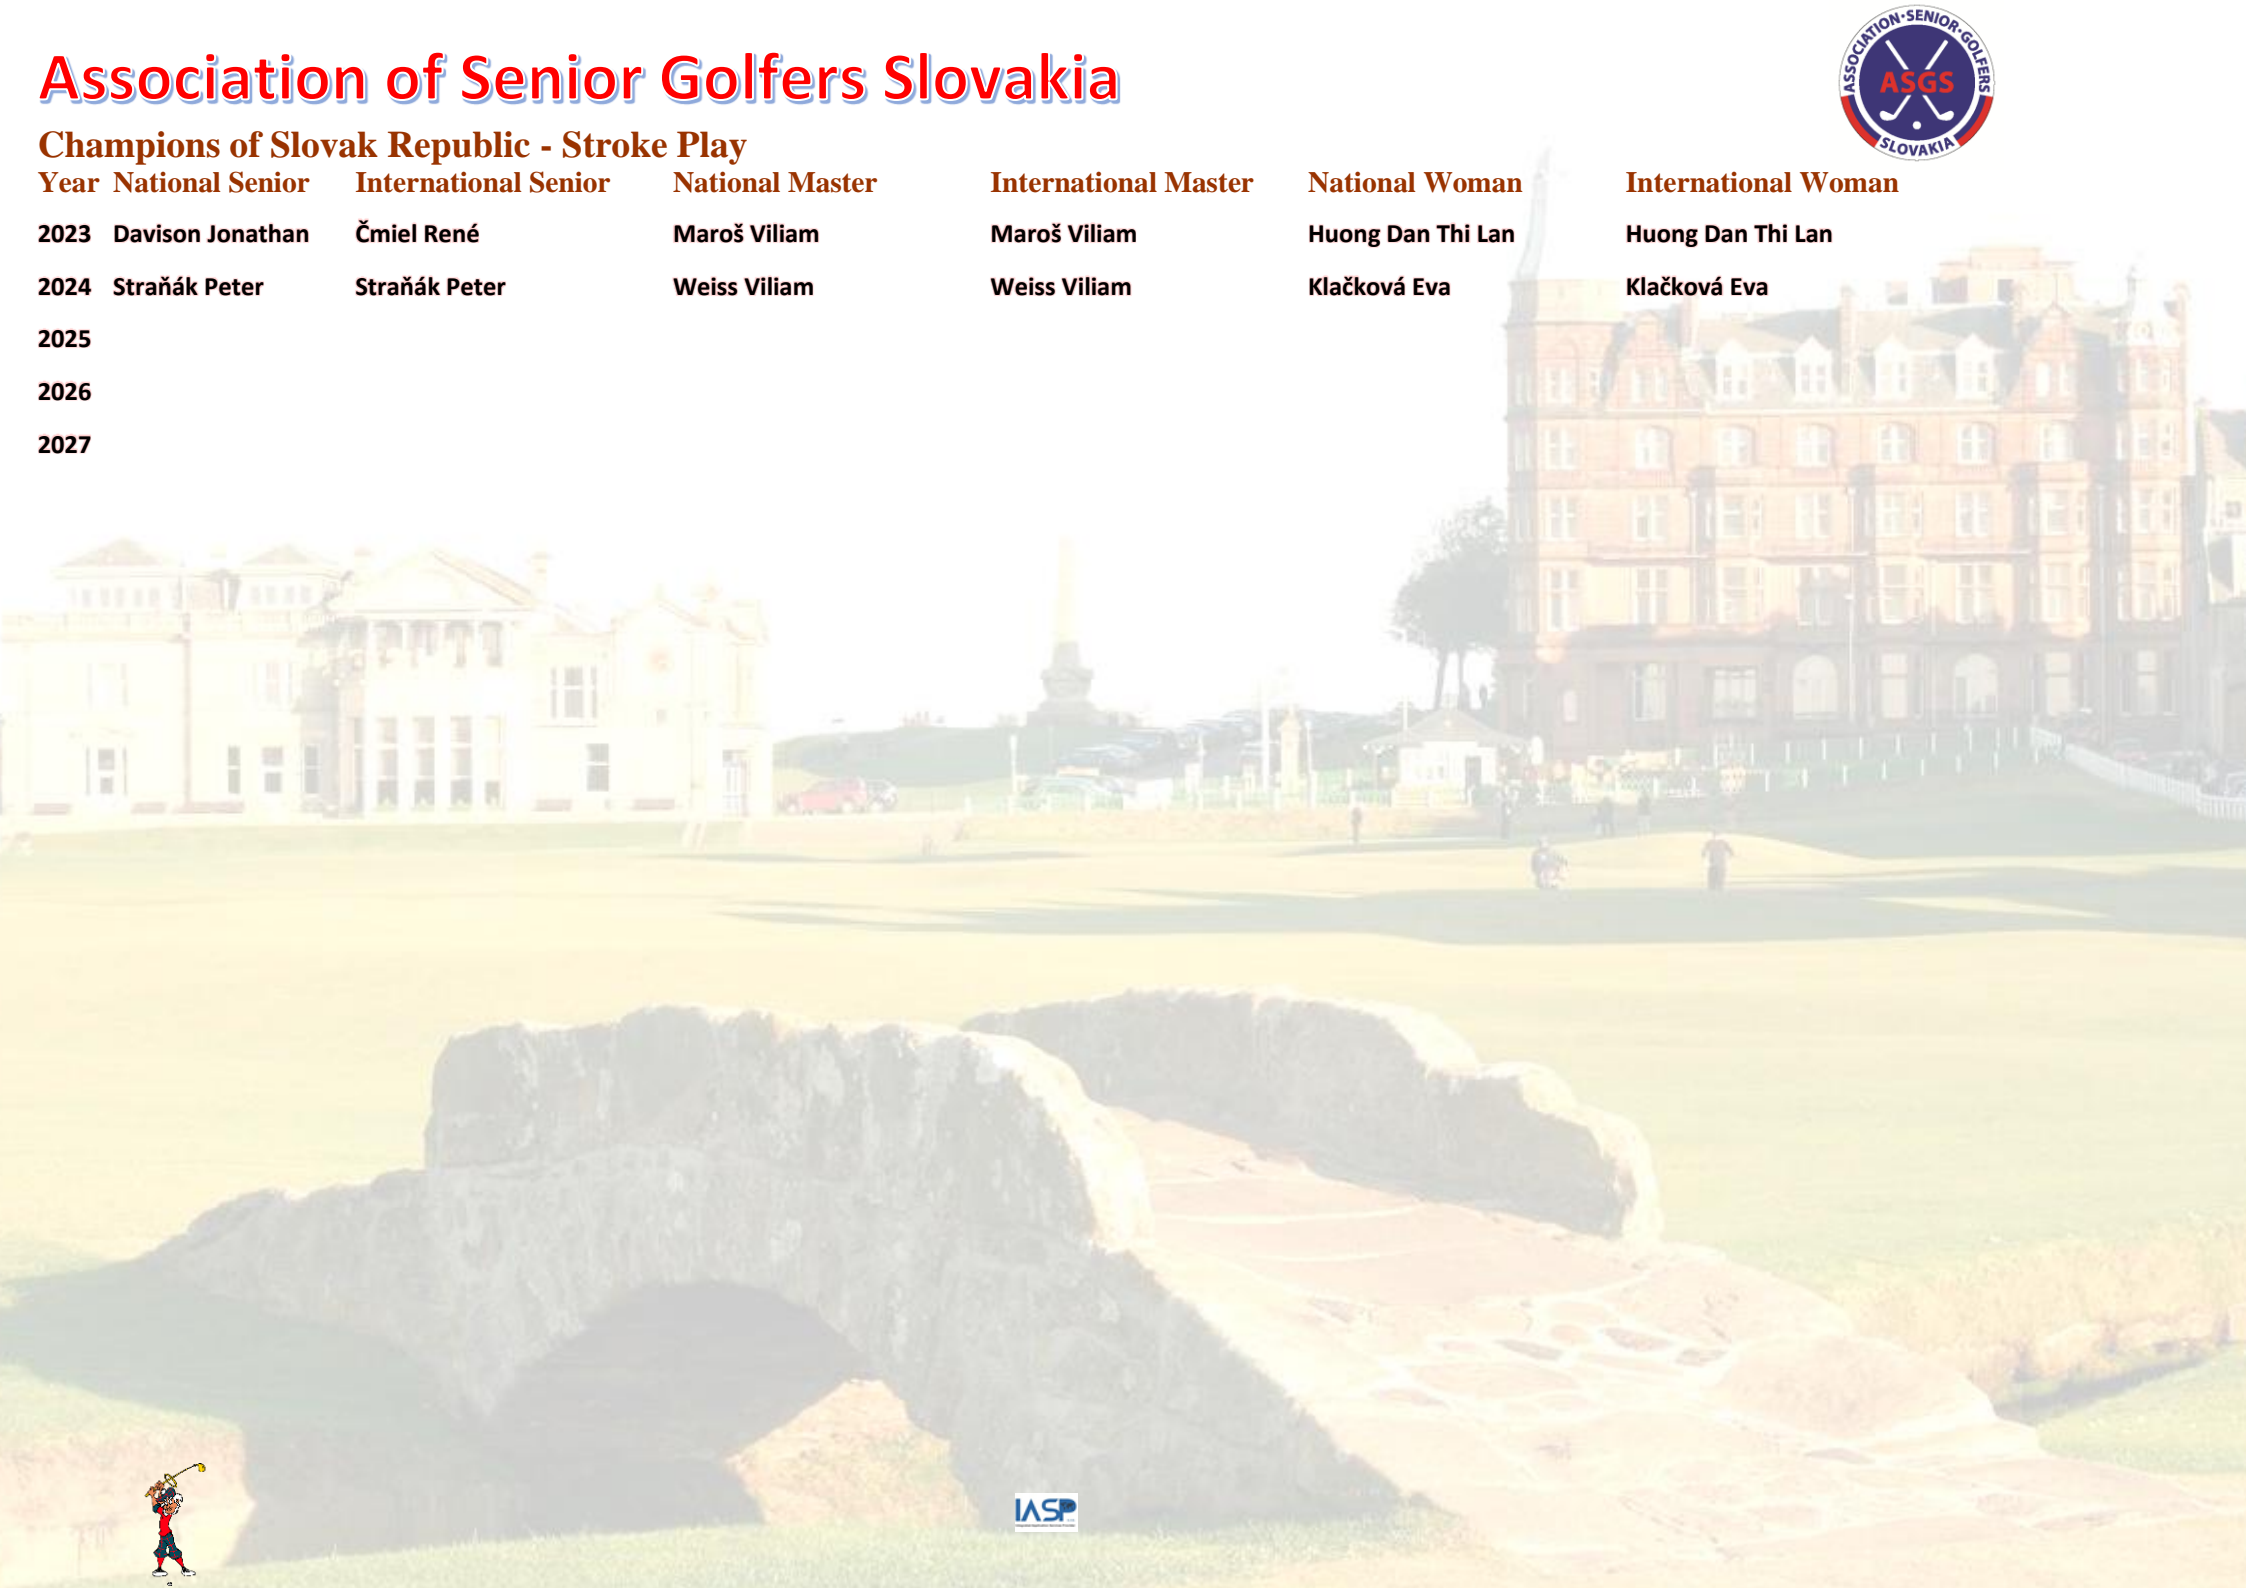 Association of Senior Golfers Slovakia
ASSOCIATION·SENIOR·GOLFERS
ASGS
SLOVAKIA
Champions of Slovak Republic - Stroke Play
Year National Senior International Senior National Master International Master National Woman International Woman
2023 Davison Jonathan Čmiel René Maroš Viliam Maroš Viliam Huong Dan Thi Lan Huong Dan Thi Lan
2024 Straňák Peter Straňák Peter Weiss Viliam Weiss Viliam Klačková Eva Klačková Eva
2025
2026
2027
IASP